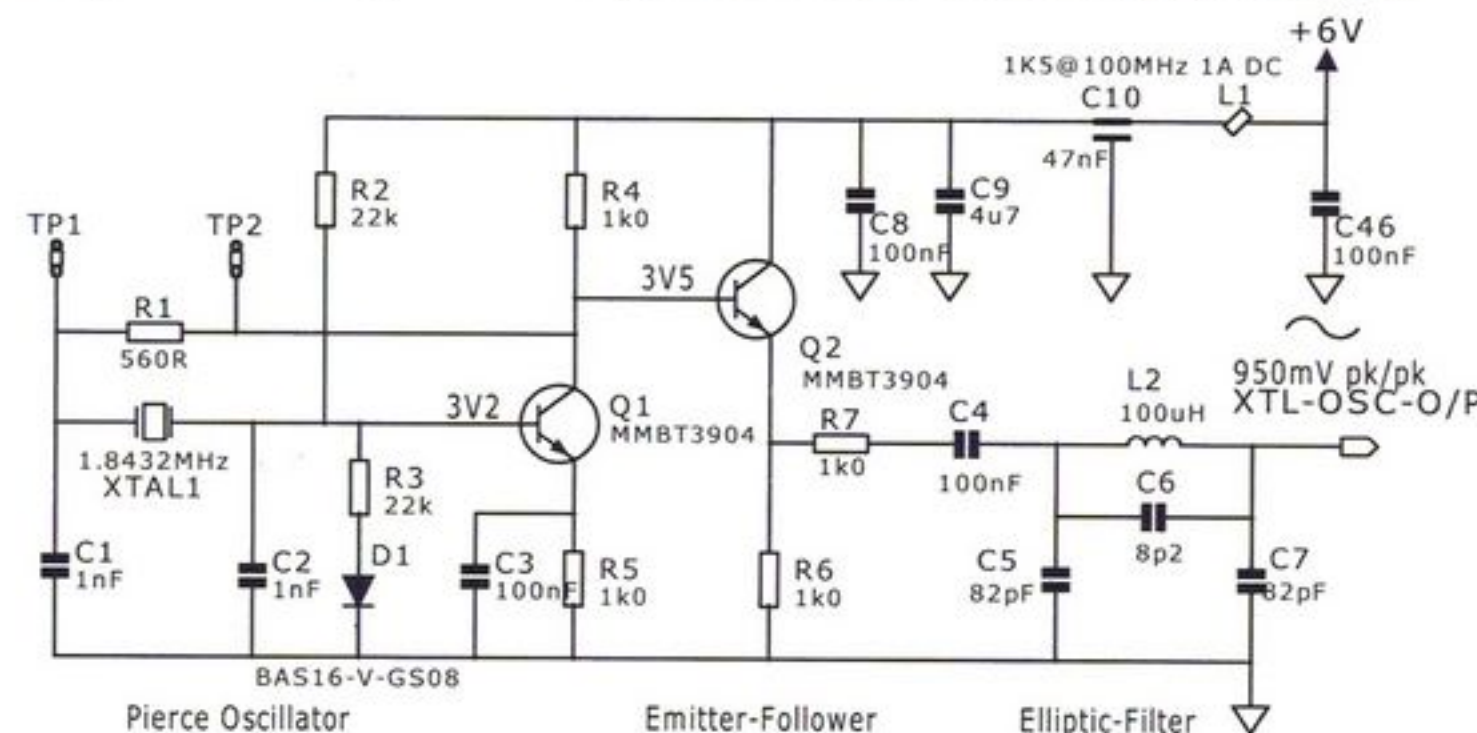 +6V
1K5@100MHz 1A DC
C10
L1
47nF
R2
22k
R4
1k0
C8
100nF
C9
4u7
C46
100nF
TP1
TP2
3V5
R1
560R
Q2
MMBT3904
950mV pk/pk
XTL-OSC-O/P
L2
100uH
3V2
Q1
MMBT3904
R7
1k0
C4
100nF
1.8432MHz
XTAL1
R3
22k
C6
8p2
C1
1nF
C2
1nF
D1
C3
100nF
R5
1k0
R6
1k0
C5
82pF
C7
82pF
BAS16-V-GS08
Pierce Oscillator
Emitter-Follower
Elliptic-Filter